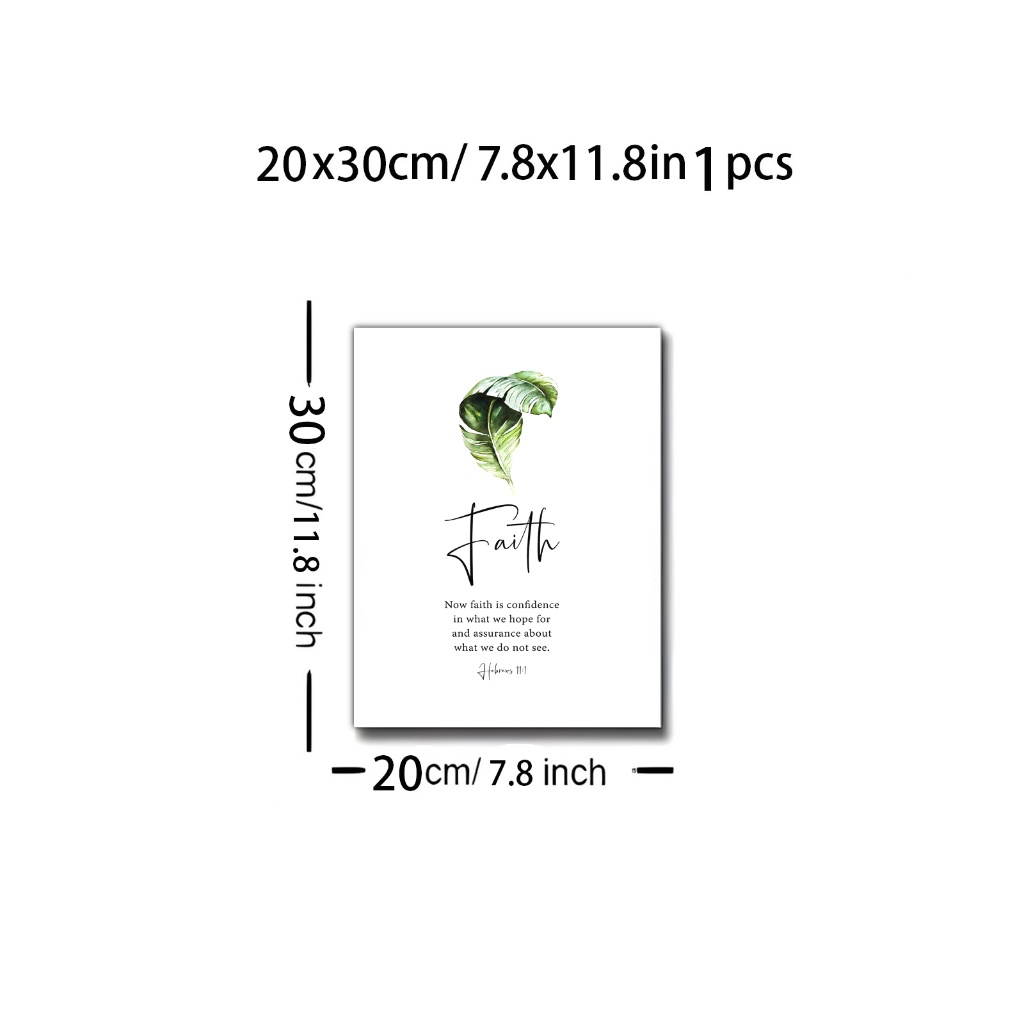 20x30cm/ 7.8x11.8in 1 pcs
30cm/11.8 inch
Faith
Now faith is confidence
in what we hope for
and assurance about
what we do not see.
Hebrews 11:1
20cm/ 7.8 inch